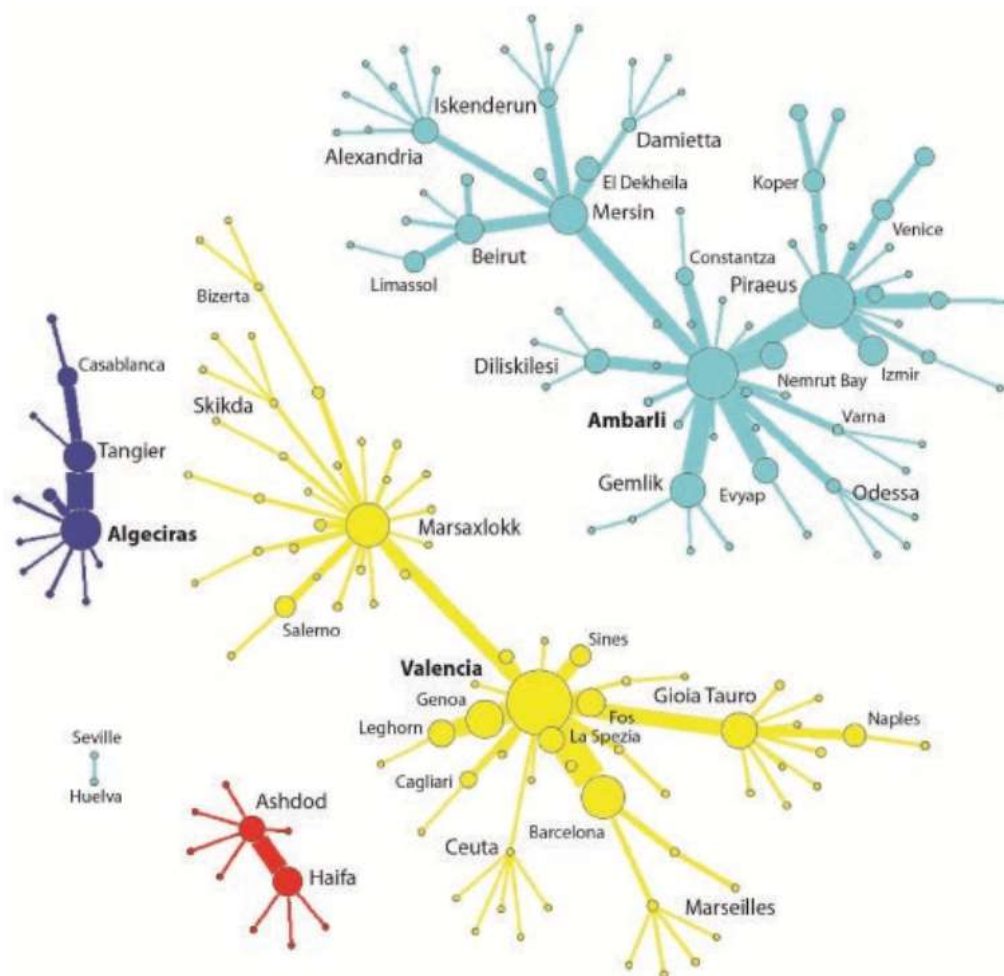 Iskenderun
Damietta
Alexandria
El Dekheila
Koper
Mersin
Venice
Beirut
Constantza
Limassol
Piraeus
Bizerta
Casablanca
Diliskilesi
Nemrut Bay
Izmir
Skikda
Ambarli
Varna
Tangier
Gemlik
Evyap
Odessa
Algeciras
Marsaxlokk
Salerno
Sines
Valencia
Genoa
Gioia Tauro
Leghorn
Fos
Naples
La Spezia
Seville
Cagliari
Huelva
Ashdod
Barcelona
Ceuta
Haifa
Marseilles